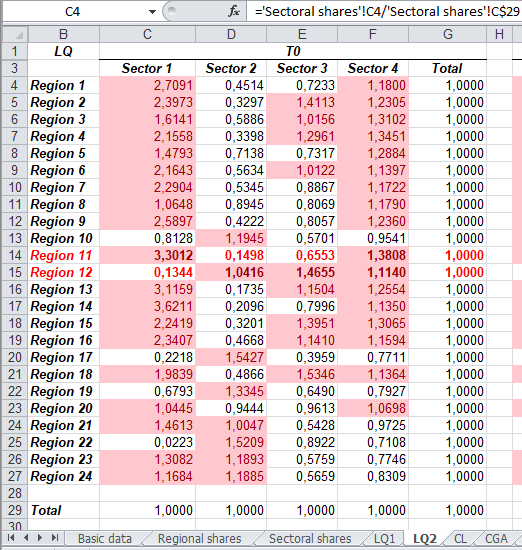 C4 fx ='Sectoral shares'!C4/'Sectoral shares'!C$29
B C D E F G H
1 LQ T0
3 Sector 1 Sector 2 Sector 3 Sector 4 Total
4 Region 1 2,7091 0,4514 0,7233 1,1800 1,0000
5 Region 2 2,3973 0,3297 1,4113 1,2305 1,0000
6 Region 3 1,6141 0,5886 1,0156 1,3102 1,0000
7 Region 4 2,1558 0,3398 1,2961 1,3451 1,0000
8 Region 5 1,4793 0,7138 0,7317 1,2884 1,0000
9 Region 6 2,1643 0,5634 1,0122 1,1397 1,0000
10 Region 7 2,2904 0,5345 0,8867 1,1722 1,0000
11 Region 8 1,0648 0,8945 0,8069 1,1790 1,0000
12 Region 9 2,5897 0,4222 0,8057 1,2360 1,0000
13 Region 10 0,8128 1,1945 0,5701 0,9541 1,0000
14 Region 11 3,3012 0,1498 0,6553 1,3808 1,0000
15 Region 12 0,1344 1,0416 1,4655 1,1140 1,0000
16 Region 13 3,1159 0,1735 1,1504 1,2554 1,0000
17 Region 14 3,6211 0,2096 0,7996 1,1350 1,0000
18 Region 15 2,2419 0,3201 1,3951 1,3065 1,0000
19 Region 16 2,3407 0,4668 1,1410 1,1594 1,0000
20 Region 17 0,2218 1,5427 0,3959 0,7711 1,0000
21 Region 18 1,9839 0,4866 1,5346 1,1364 1,0000
22 Region 19 0,6793 1,3345 0,6490 0,7927 1,0000
23 Region 20 1,0445 0,9444 0,9613 1,0698 1,0000
24 Region 21 1,4613 1,0047 0,5428 0,9725 1,0000
25 Region 22 0,0223 1,5209 0,8922 0,7108 1,0000
26 Region 23 1,3082 1,1893 0,5759 0,7746 1,0000
27 Region 24 1,1684 1,1885 0,5659 0,8309 1,0000
28
29 Total 1,0000 1,0000 1,0000 1,0000 1,0000
30
Basic data Regional shares Sectoral shares LQ1 LQ2 CL CGA